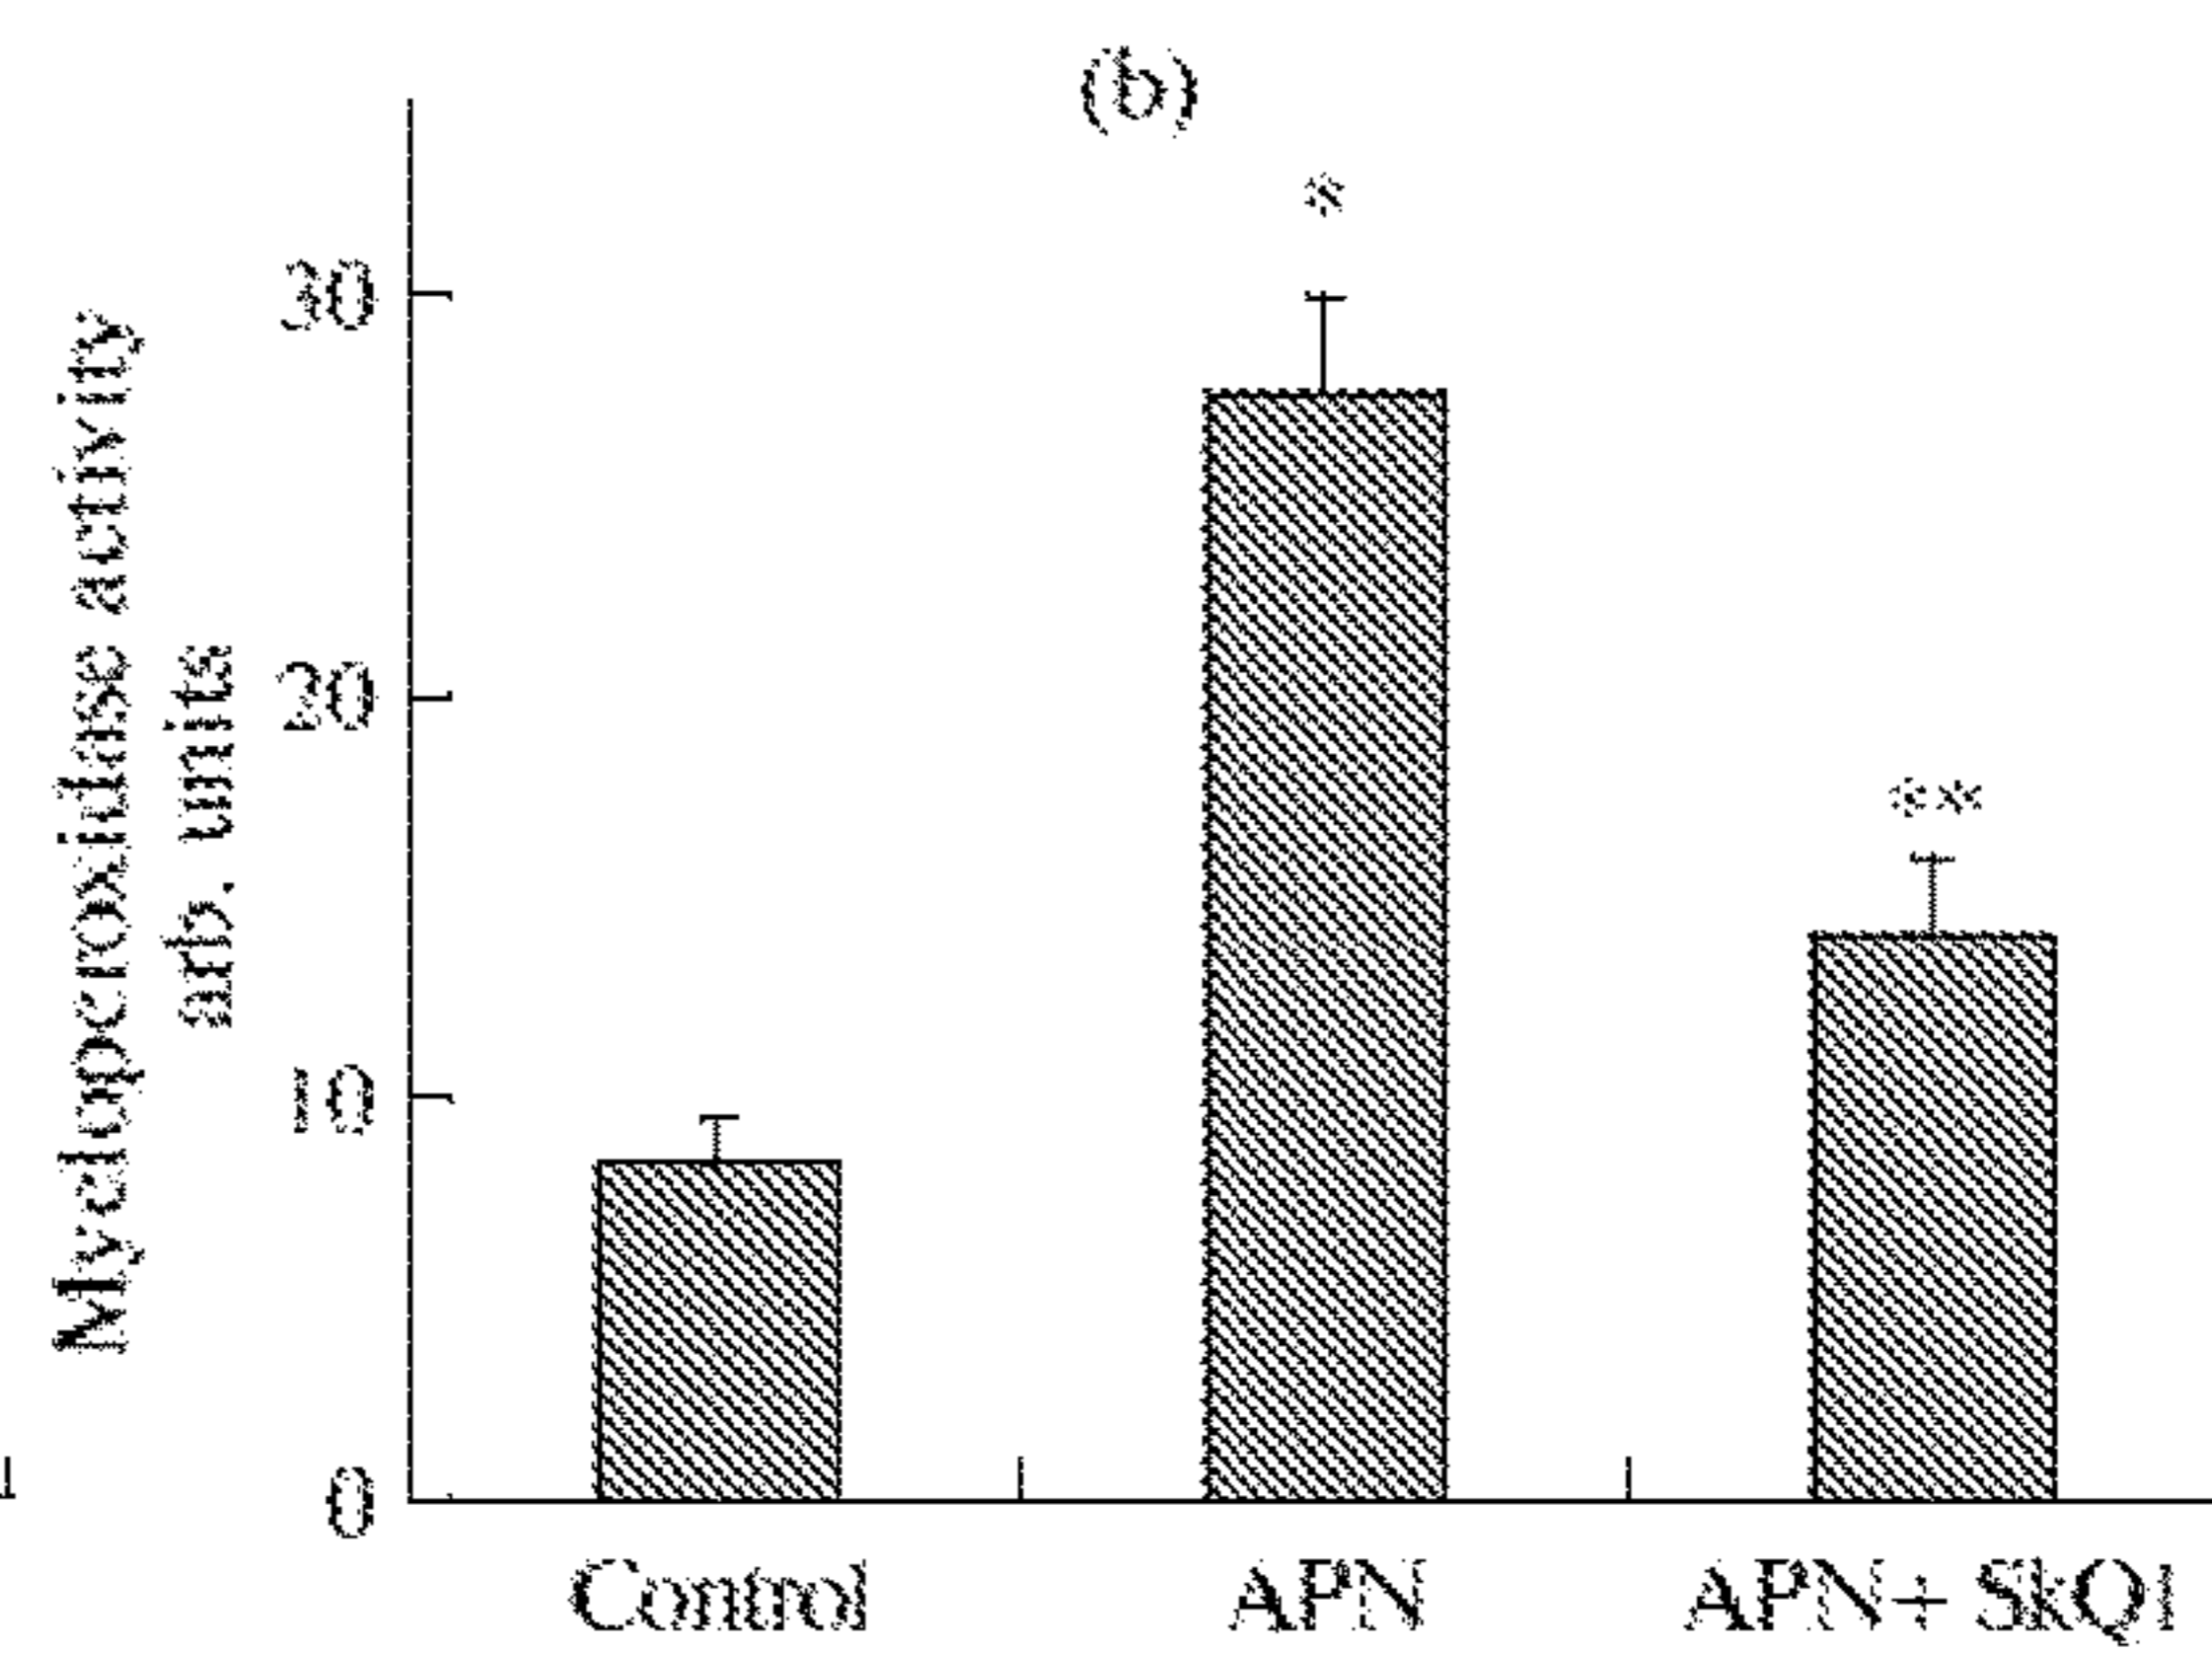 (b)
*
30
Myeloperoxidase activity
arb. units
20
**
10
0
Control
APN
APN+ SkQ1